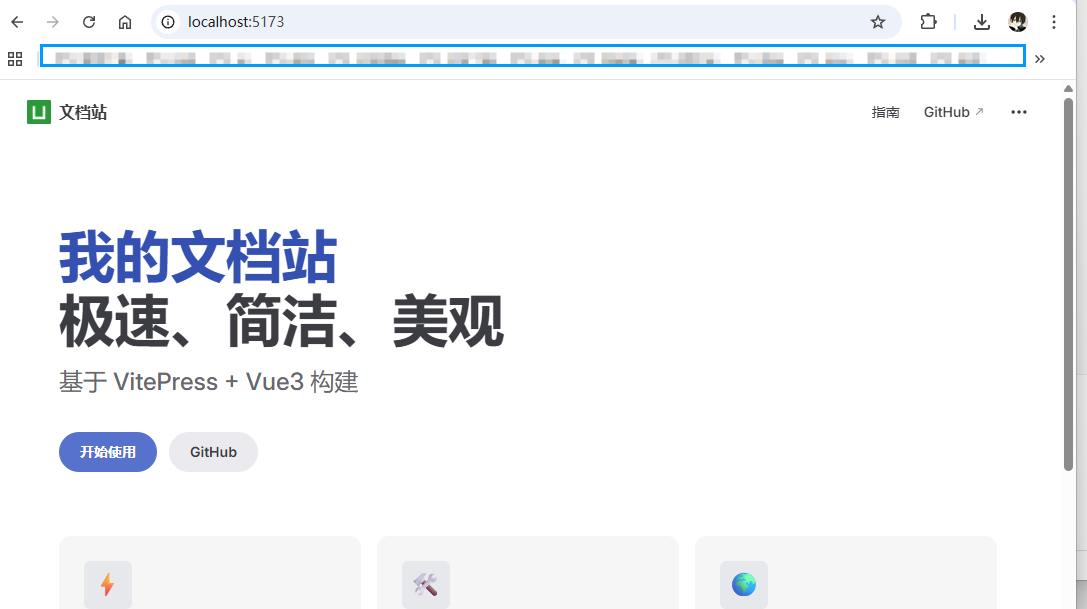 localhost:5173
文档站
指南
GitHub
我的文档站
极速、简洁、美观
基于 VitePress + Vue3 构建
开始使用
GitHub